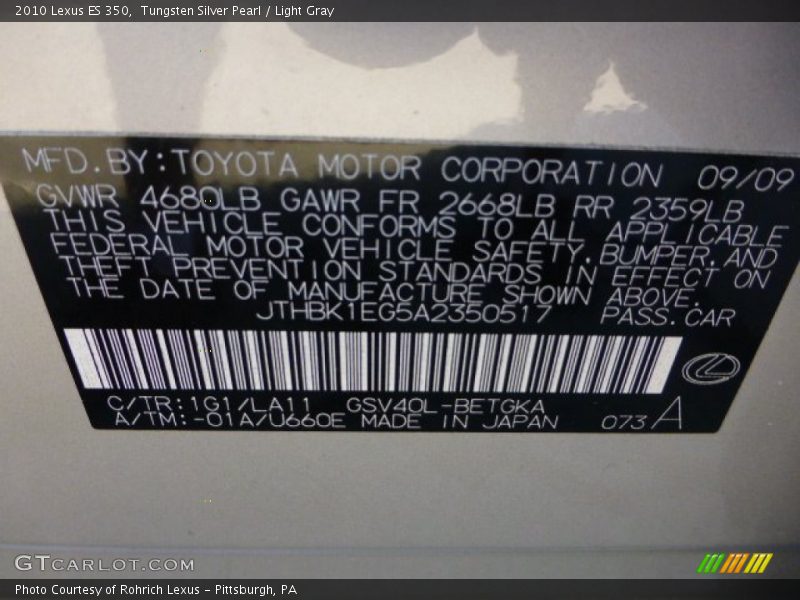 2010 Lexus ES 350, Tungsten Silver Pearl / Light Gray
MFD.BY:TOYOTA MOTOR CORPORATION 09/09
GVWR 4680LB GAWR FR 2668LB RR 2359LB
THIS VEHICLE CONFORMS TO ALL APPLICABLE
FEDERAL MOTOR VEHICLE SAFETY,BUMPER,AND
THEFT PREVENTION STANDARDS IN EFFECT ON
THE DATE OF MANUFACTURE SHOWN ABOVE.
JTHBK1EG5A2350517 PASS.CAR
C/TR:1G1/LA11 GSV40L-BETGKA
A/TM:-01A/U660E MADE IN JAPAN 073 A
GTCARLOT.COM
Photo Courtesy of Rohrich Lexus - Pittsburgh, PA